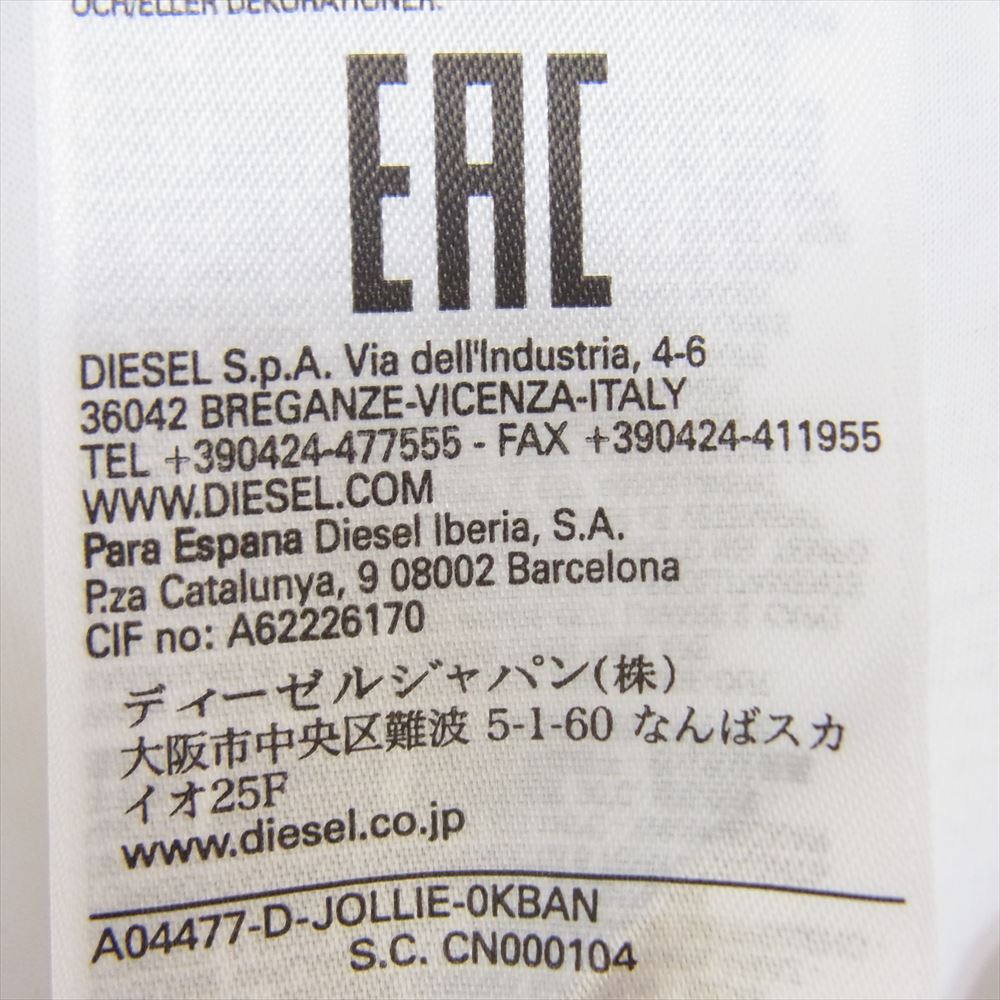 OCH/ELLER DEKORATIONER.
EAC
DIESEL S.p.A. Via dell'Industria, 4-6
36042 BREGANZE-VICENZA-ITALY
TEL +390424-477555 - FAX +390424-411955
WWW.DIESEL.COM
Para Espana Diesel Iberia, S.A.
P.za Catalunya, 9 08002 Barcelona
CIF no: A62226170
ディーゼルジャパン(株)
大阪市中央区難波 5-1-60 なんばスカ
イオ25F
www.diesel.co.jp
A04477-D-JOLLIE-0KBAN
S.C. CN000104